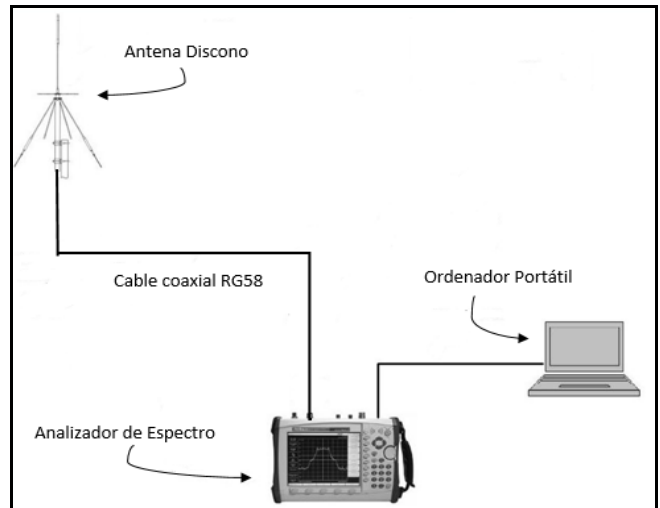 Antena Discono
Cable coaxial RG58
Ordenador Portátil
Analizador de Espectro